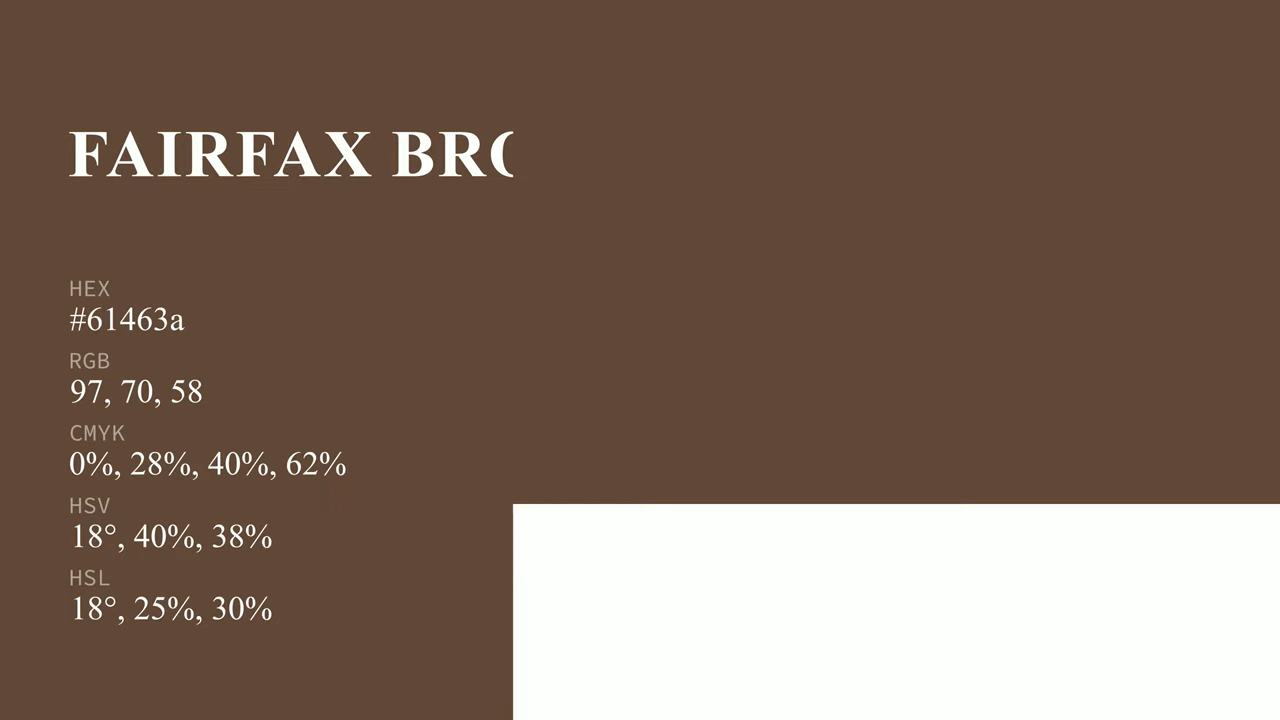 FAIRFAX BRO
HEX
#61463a
RGB
97, 70, 58
CMYK
0%, 28%, 40%, 62%
HSV
18°, 40%, 38%
HSL
18°, 25%, 30%